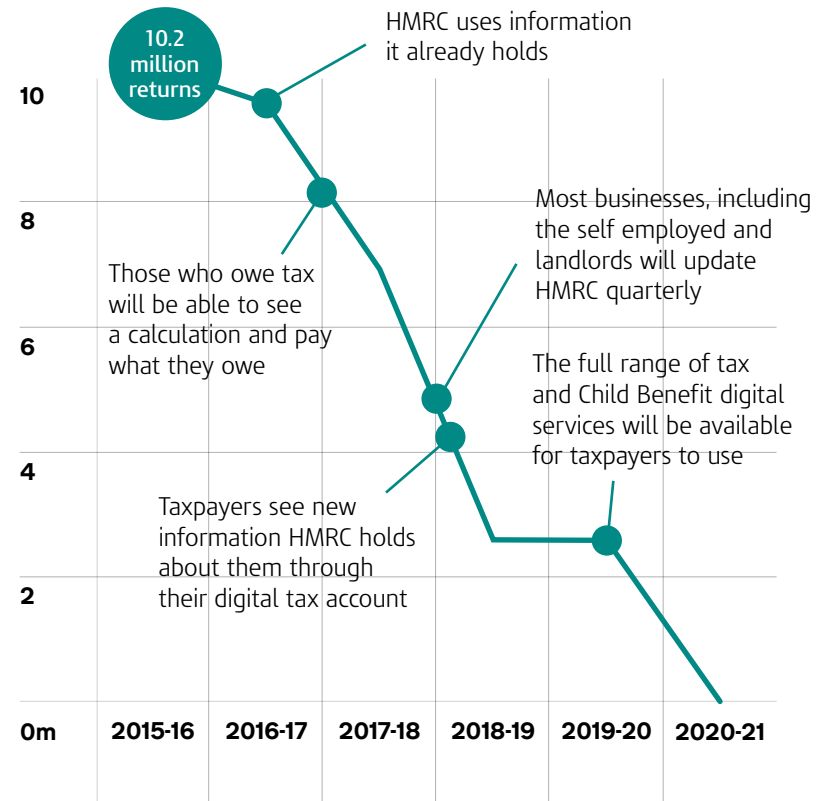 10.2
million
returns
HMRC uses information
it already holds
10
8
Most businesses, including
the self employed and
landlords will update
HMRC quarterly
Those who owe tax
will be able to see
a calculation and pay
what they owe
6
The full range of tax
and Child Benefit digital
services will be available
for taxpayers to use
4
Taxpayers see new
information HMRC holds
about them through
their digital tax account
2
0m
2015-16
2016-17
2017-18
2018-19
2019-20
2020-21